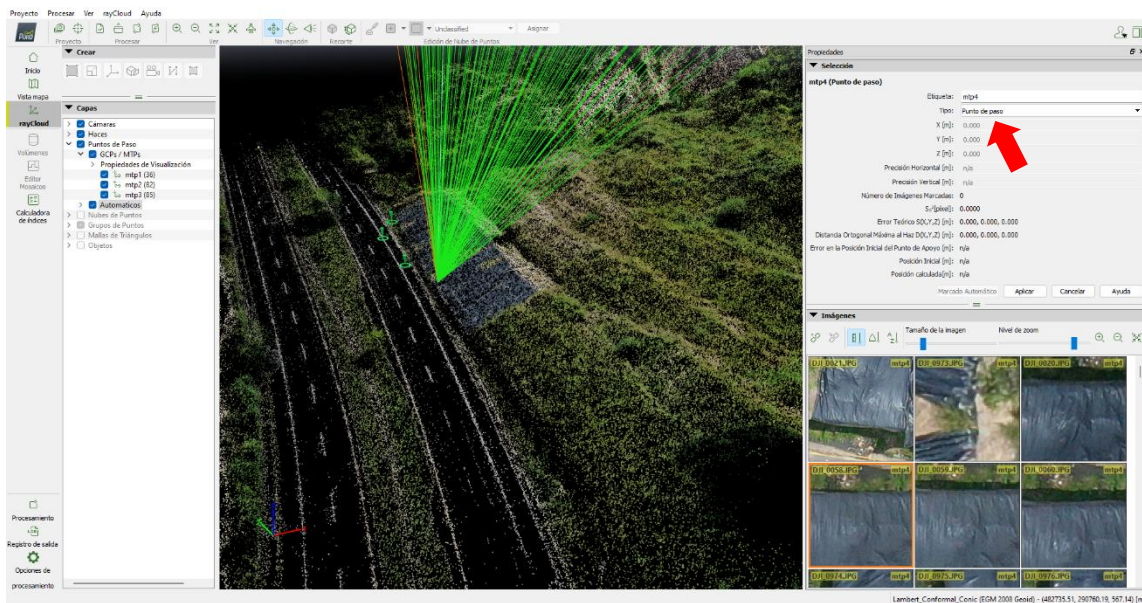 Proyecto Procesar Ver rayCloud Ayuda
Proyecto Procesar Ver Navegación Recorte Edición de Nube de Puntos
Unclassified Asignar
Inicio
Vista mapa
rayCloud
Volúmenes
Editor
Mosaicos
Calculadora
de índices
Procesamiento
Registro de salida
Opciones de
procesamiento
Crear
Capas
Cámaras
Haces
Puntos de Paso
GCPs / MTPs
Propiedades de Visualización
mtp1 (36)
mtp2 (82)
mtp3 (85)
Automaticos
Nubes de Puntos
Grupos de Puntos
Mallas de Triángulos
Objetos
Propiedades
Selección
mtp4 (Punto de paso)
Etiqueta: mtp4
Tipo: Punto de paso
X [m]: 0.000
Y [m]: 0.000
Z [m]: 0.000
Precisión Horizontal [m]: n/a
Precisión Vertical [m]: n/a
Número de Imágenes Marcadas: 0
S₀²[pixel]: 0.0000
Error Teórico S(X,Y,Z) [m]: 0.000, 0.000, 0.000
Distancia Ortogonal Máxima al Haz D(X,Y,Z) [m]: 0.000, 0.000, 0.000
Error en la Posición Inicial del Punto de Apoyo [m]: n/a
Posición Inicial [m]: n/a
Posición calculada[m]: n/a
Marcado Automático Aplicar Cancelar Ayuda
Imágenes
Tamaño de la imagen Nivel de zoom
DJI_0021.JPG mtp4 DJI_0973.JPG mtp4 DJI_0020.JPG mtp4
DJI_0058.JPG mtp4 DJI_0059.JPG mtp4 DJI_0060.JPG mtp4
DJI_0974.JPG mtp4 DJI_0975.JPG mtp4 DJI_0976.JPG mtp4
Lambert_Conformal_Conic (EGM 2008 Geoid) - (482735.51, 290760.19, 567.14) [m